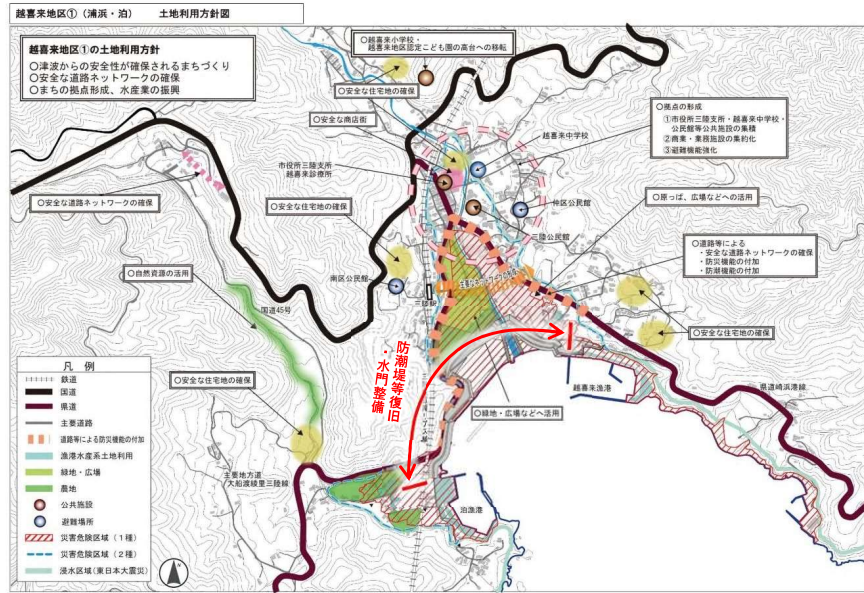 越喜来地区①（浦浜・泊）　土地利用方針図
越喜来地区①の土地利用方針
○津波からの安全性が確保されるまちづくり
○安全な道路ネットワークの確保
○まちの拠点形成、水産業の振興
○越喜来小学校・
越喜来地区認定こども園の高台への移転
○安全な住宅地の確保
○安全な商店街
越喜来中学校
○拠点の形成
①市役所三陸支所・越喜来中学校・
公民館等公共施設の集積
②商業・業務施設の集約化
③避難機能強化
市役所三陸支所
越喜来診療所
○安全な道路ネットワークの確保
○安全な住宅地の確保
仲区公民館
○原っぱ、広場などへの活用
三陸公民館
○道路等による
・安全な道路ネットワークの確保
・防災機能の付加
・防潮機能の付加
○自然資源の活用
南区公民館
三陸駅
主要なネットワークの形成
国道45号
○安全な住宅地の確保
防潮堤等復旧
・水門整備
越喜来漁港
県道崎浜港線
○安全な住宅地の確保
○緑地・広場などへ活用
主要地方道
大船渡綾里三陸線
泊漁港
凡　例
鉄道
国道
県道
主要道路
道路等による防災機能の付加
漁港水産系土地利用
緑地・広場
農地
公共施設
避難場所
災害危険区域（１種）
災害危険区域（２種）
浸水区域（東日本大震災）